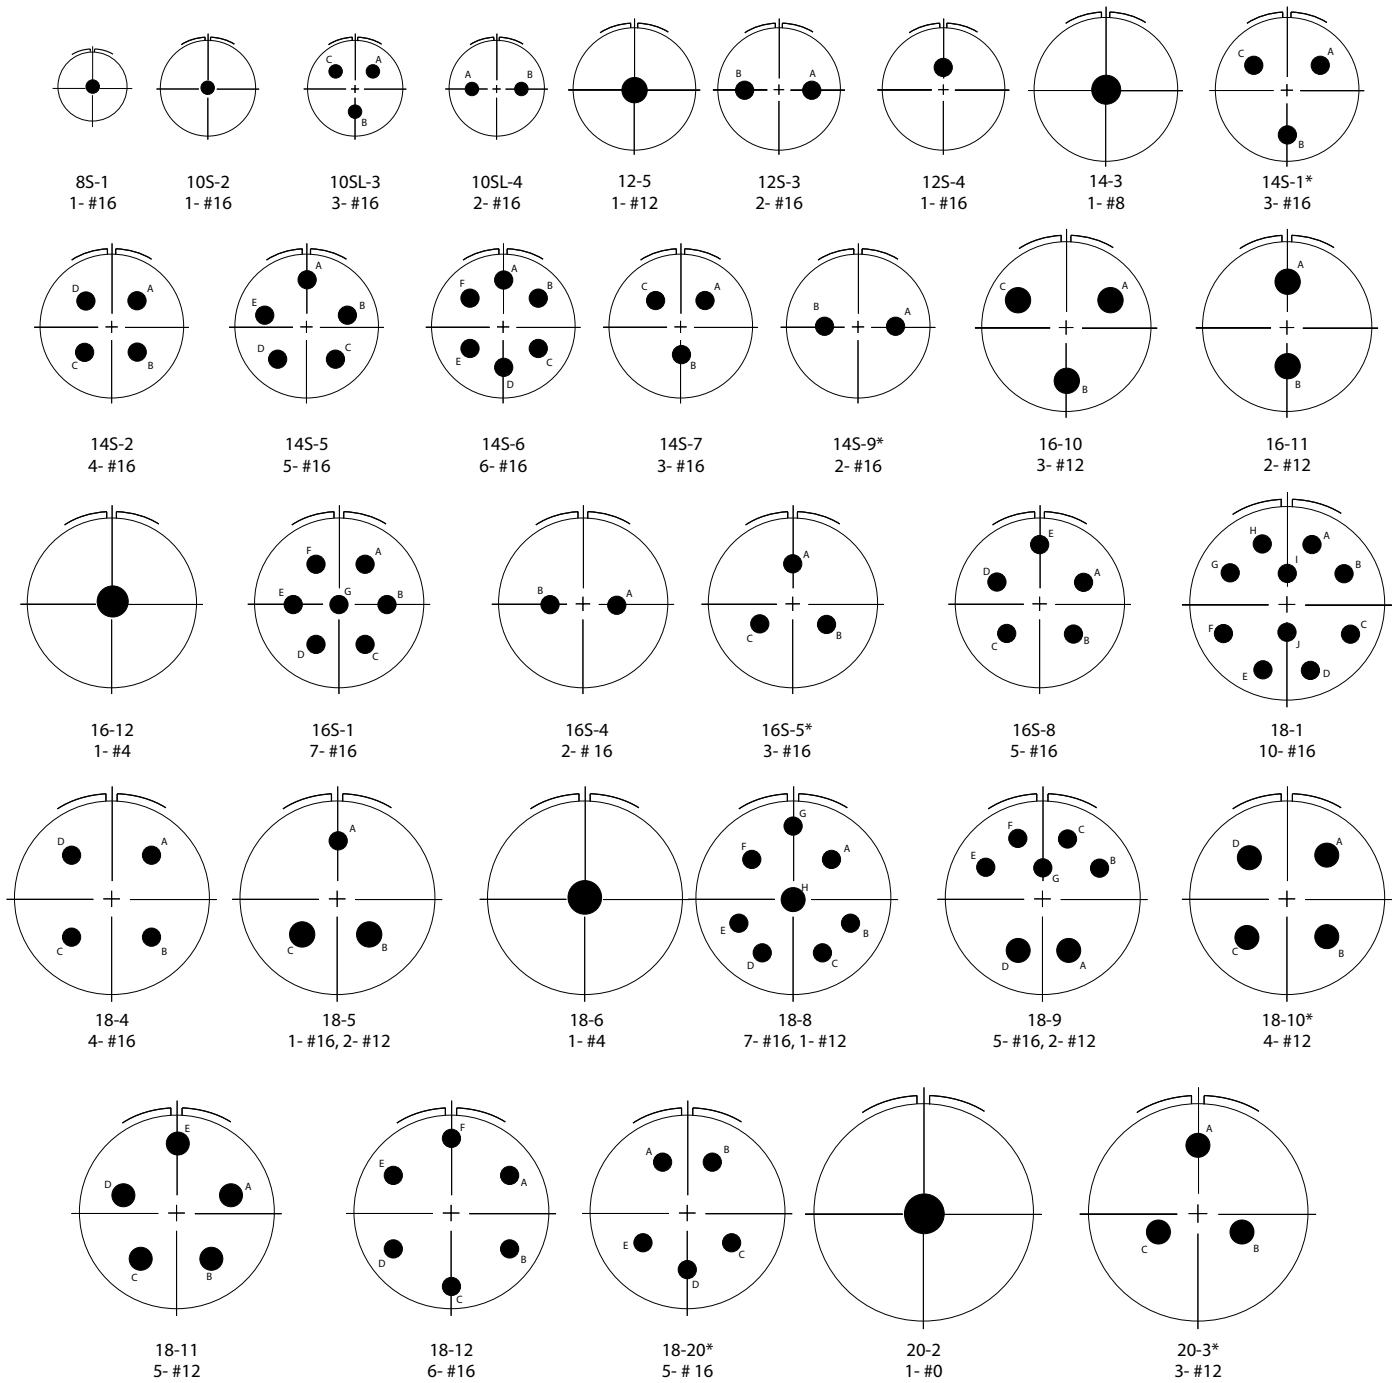 C
A
B
A
B
B
A
C
A
B
8S-1
1- #16
10S-2
1- #16
10SL-3
3- #16
10SL-4
2- #16
12-5
1- #12
12S-3
2- #16
12S-4
1- #16
14-3
1- #8
14S-1*
3- #16
D
A
C
B
A
E
B
D
C
A
F
B
E
C
D
C
A
B
B
A
C
A
B
A
B
14S-2
4- #16
14S-5
5- #16
14S-6
6- #16
14S-7
3- #16
14S-9*
2- #16
16-10
3- #12
16-11
2- #12
F
A
E
G
B
D
C
B
A
A
C
B
E
D
A
C
B
H
A
I
G
B
F
C
J
E
D
16-12
1- #4
16S-1
7- #16
16S-4
2- # 16
16S-5*
3- #16
16S-8
5- #16
18-1
10- #16
D
A
C
B
A
C
B
G
F
A
H
E
B
D
C
F
C
E
B
G
D
A
D
A
C
B
18-4
4- #16
18-5
1- #16, 2- #12
18-6
1- #4
18-8
7- #16, 1- #12
18-9
5- #16, 2- #12
18-10*
4- #12
E
D
A
C
B
F
E
A
D
B
C
A
B
E
C
D
A
C
B
18-11
5- #12
18-12
6- #16
18-20*
5- # 16
20-2
1- #0
20-3*
3- #12